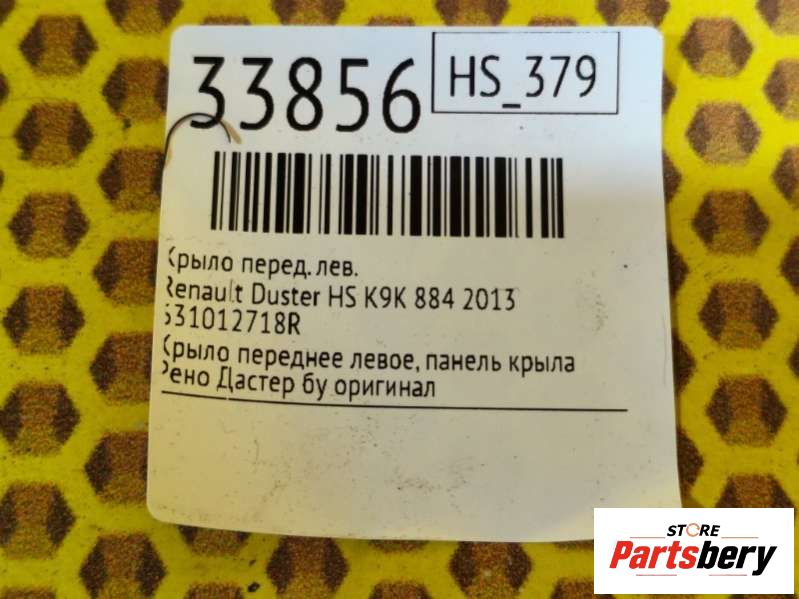 33856
HS_379
Крыло перед. лев.
Renault Duster HS K9K 884 2013
631012718R
Крыло переднее левое, панель крыла
Рено Дастер бу оригинал
STORE
Partsbery